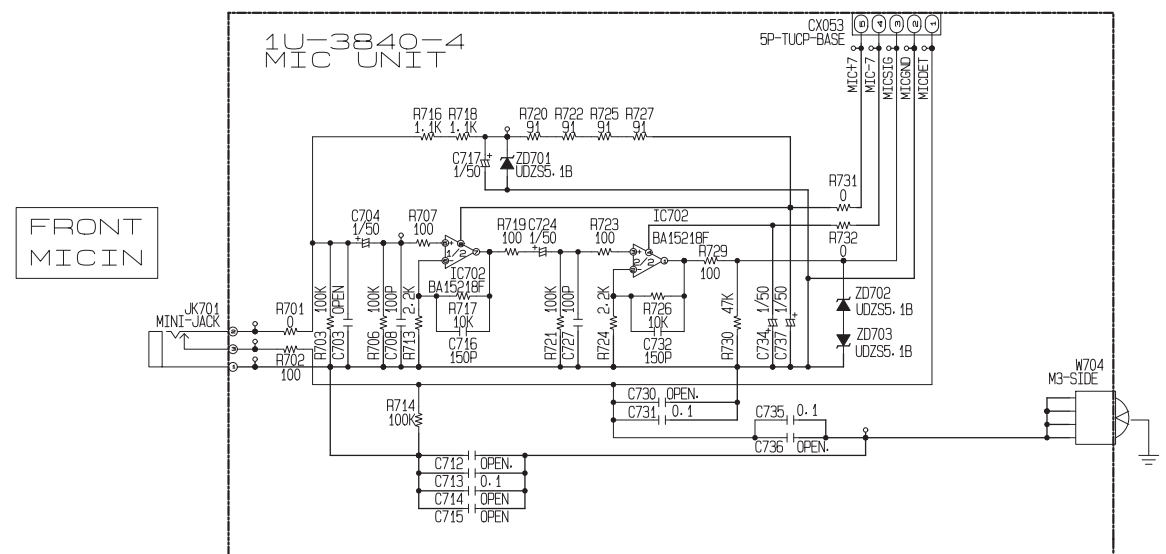 1U-3840-4
MIC UNIT
CX053
5P-TUCP-BASE
5
4
3
2
1
MIC+7
MIC-7
MICSIG
MICGND
MICDET
R716
1.1K
R718
1.1K
R720
91
R722
91
R725
91
R727
91
C717
1/50
ZD701
UDZS5.1B
R731
0
R732
0
FRONT
MICIN
C704
1/50
R707
100
1/2
IC702
BA15218F
R719
100
C724
1/50
R723
100
IC702
BA15218F
2/2
R729
100
JK701
MINI-JACK
R701
0
R702
100
2
3
1
R703
100K
C703
OPEN
R706
100K
C708
100P
R713
2.2K
R717
10K
C716
150P
R721
100K
C727
100P
R724
2.2K
R726
10K
C732
150P
R730
47K
C734
1/50
C737
1/50
ZD702
UDZS5.1B
ZD703
UDZS5.1B
W704
M3-SIDE
R714
100K
C730 OPEN.
C731 0.1
C735 0.1
C736 OPEN.
C712 OPEN.
C713 0.1
C714 OPEN
C715 OPEN